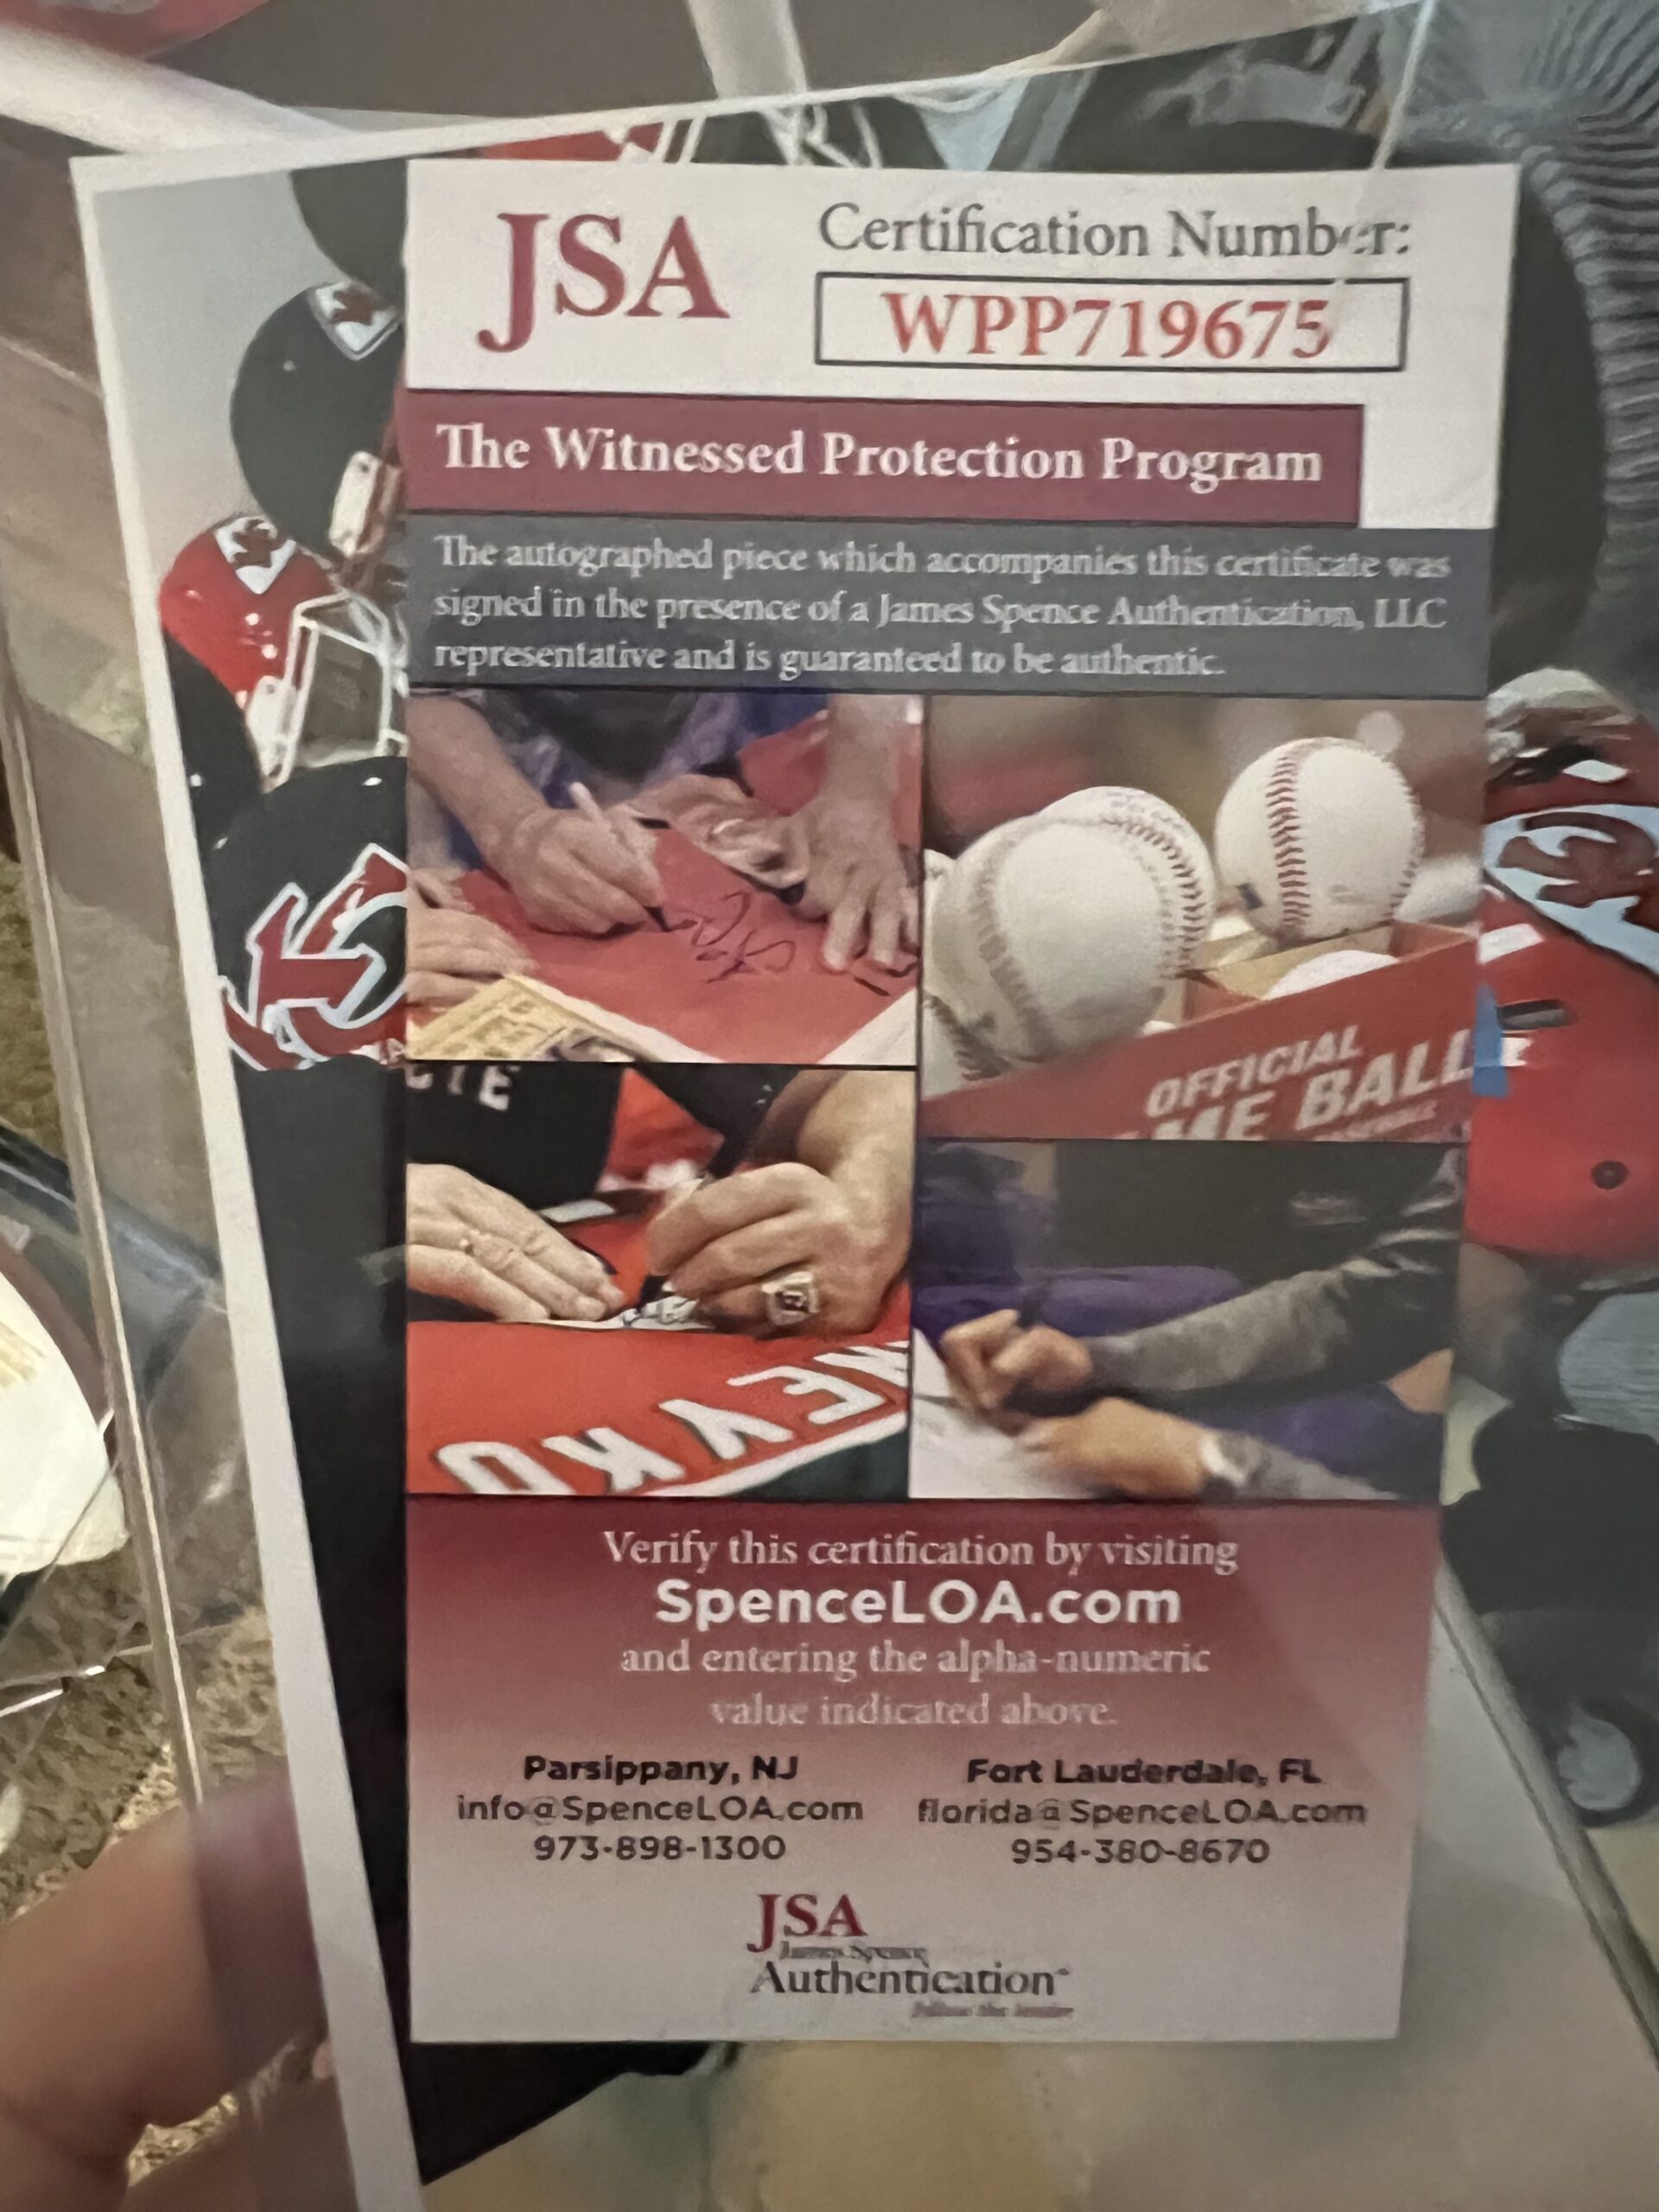 JSA
Certification Number:
WPP719675
The Witnessed Protection Program
The autographed piece which accompanies this certificate was
signed in the presence of a James Spence Authentication, LLC
representative and is guaranteed to be authentic.
OFFICIAL
ME BALL
Verify this certification by visiting
SpenceLOA.com
and entering the alpha-numeric
value indicated above.
Parsippany, NJ
info@SpenceLOA.com
973-898-1300
Fort Lauderdale, FL
florida@SpenceLOA.com
954-380-8670
JSA
James Spence
Authentication